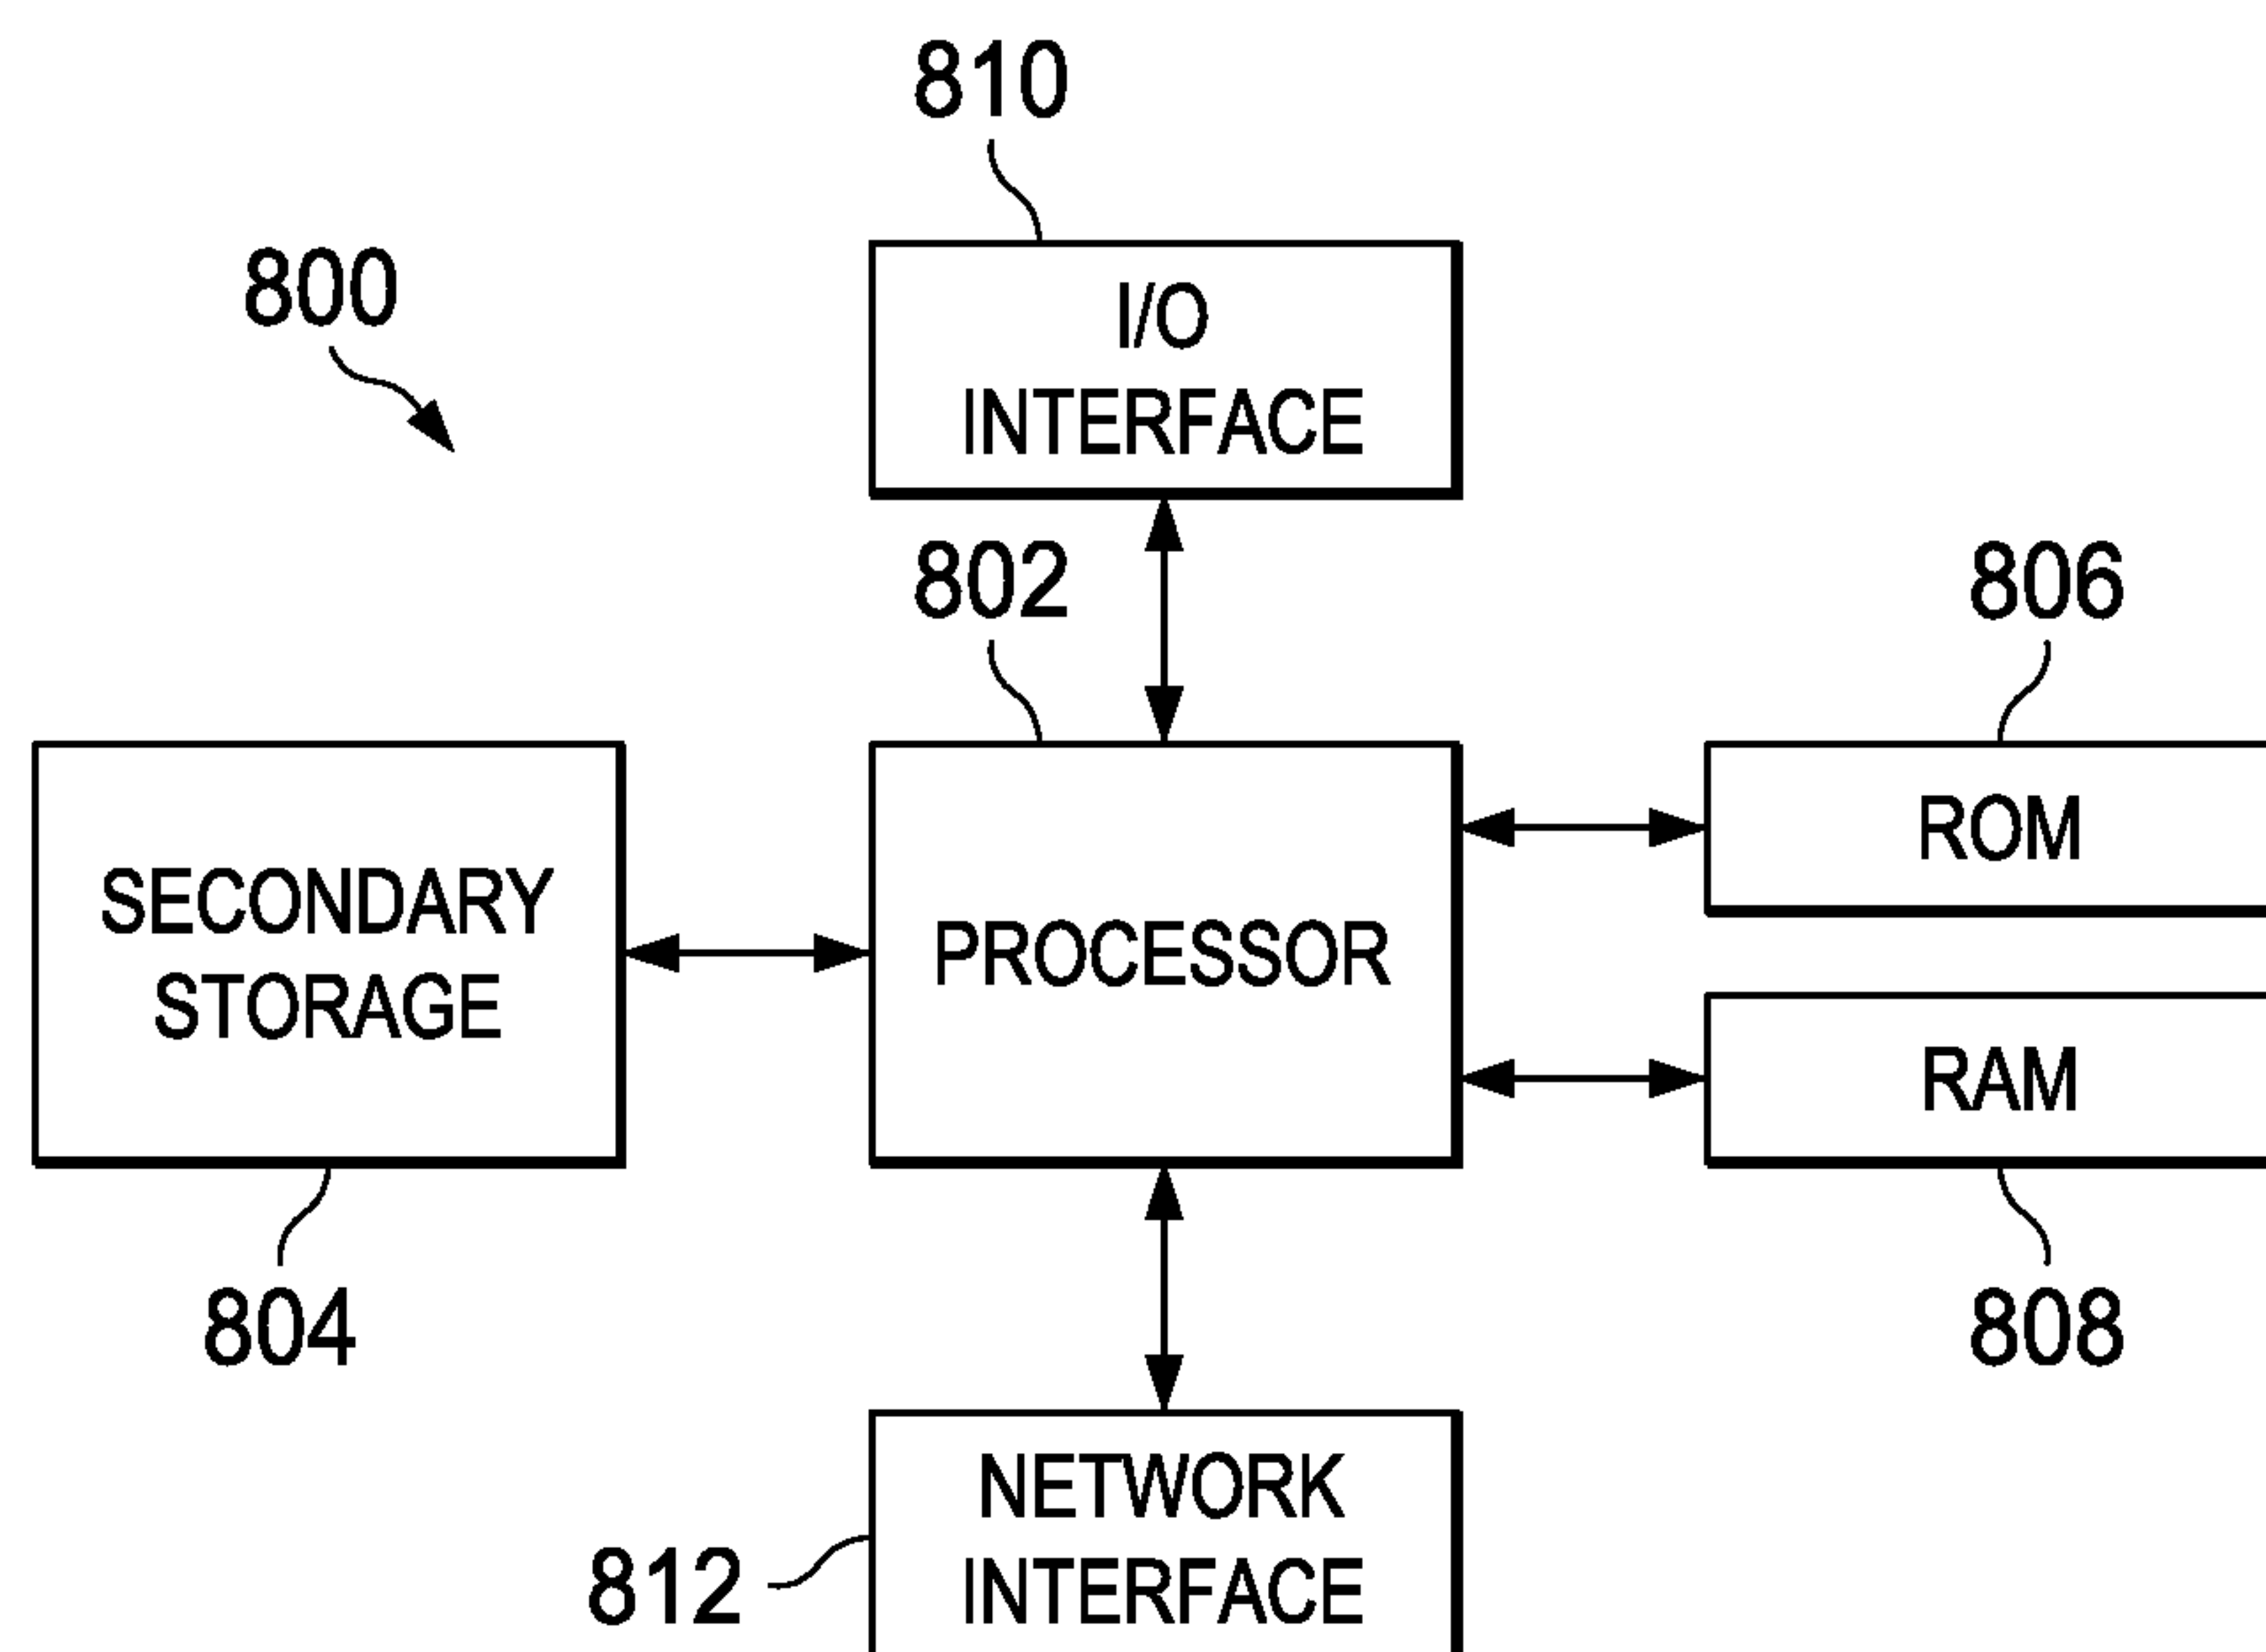 810
800
I/O
INTERFACE
802
806
SECONDARY
STORAGE
PROCESSOR
ROM
RAM
804
808
NETWORK
INTERFACE
812